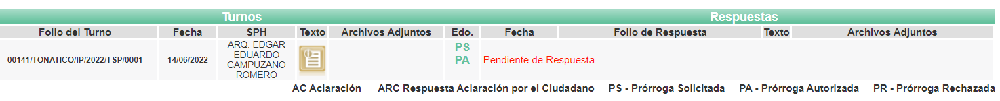 Turnos Respuestas
Folio del Turno Fecha SPH Texto Archivos Adjuntos Edo. Fecha Folio de Respuesta Texto Archivos Adjuntos
00141/TONATICO/IP/2022/TSP/0001 14/06/2022 ARQ. EDGAR
EDUARDO
CAMPUZANO
ROMERO
PS
PA
Pendiente de Respuesta
AC Aclaración ARC Respuesta Aclaración por el Ciudadano PS - Prórroga Solicitada PA - Prórroga Autorizada PR - Prórroga Rechazada